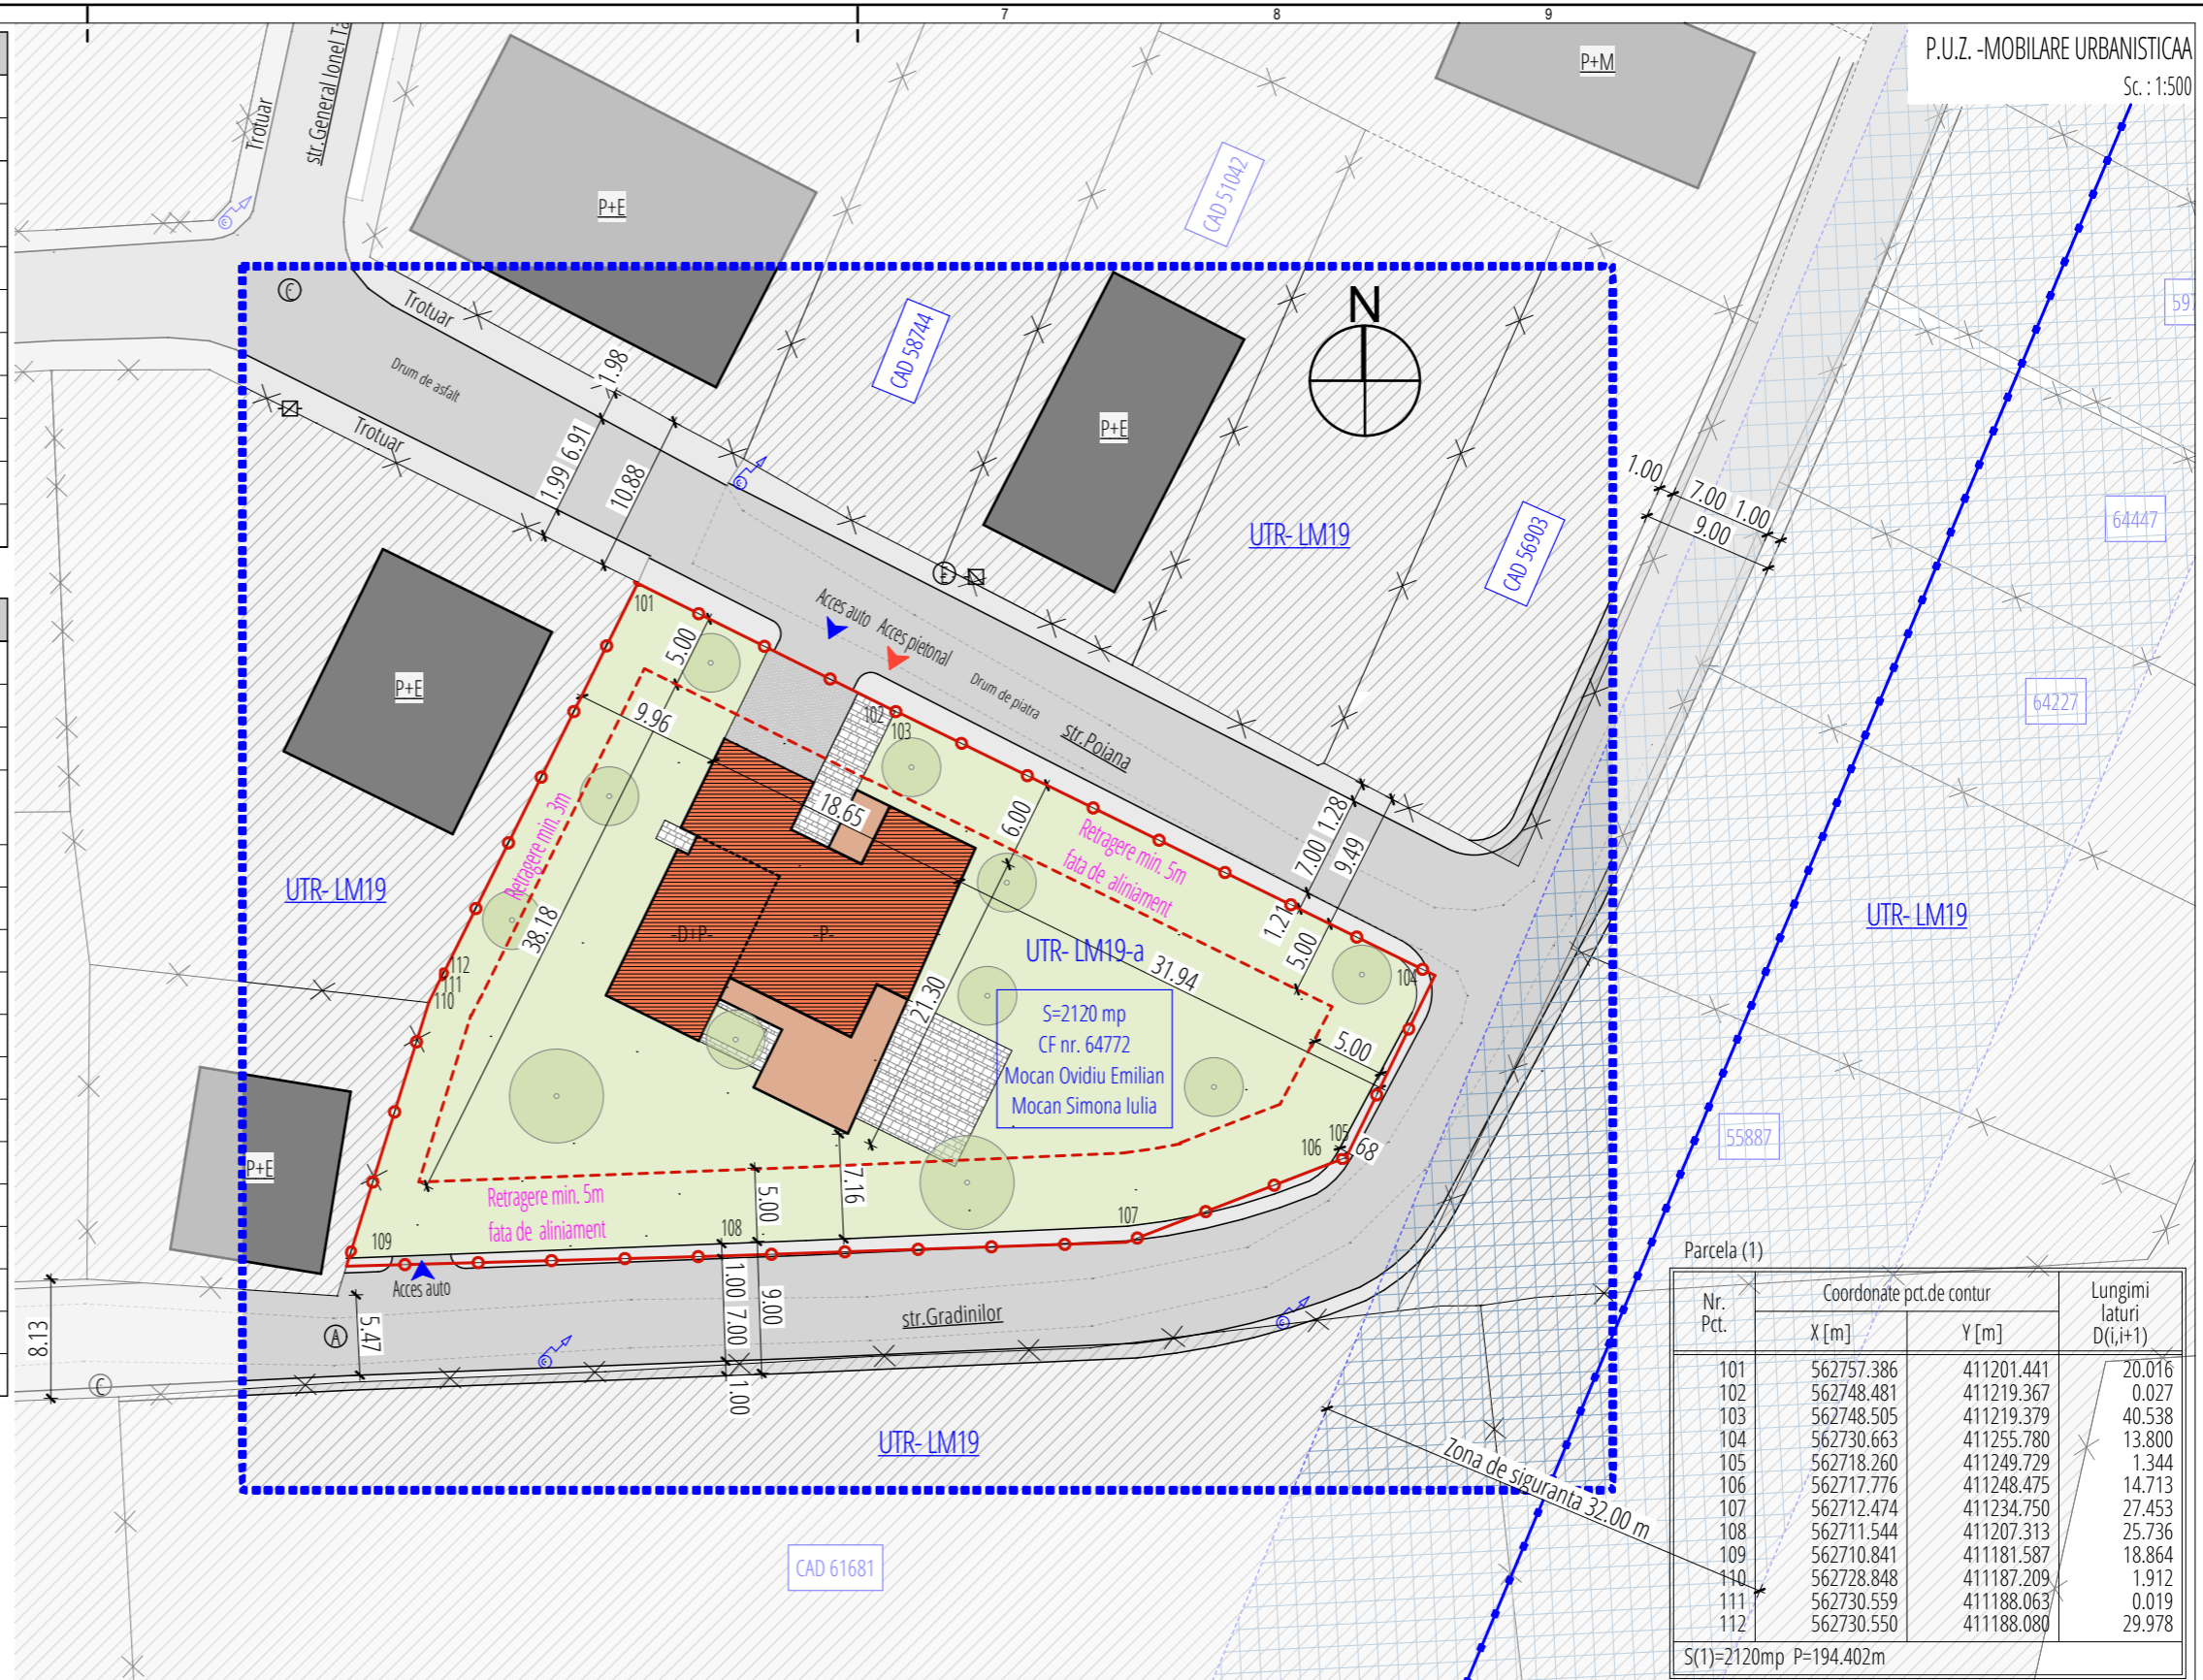 7
8
9
P.U.Z. -MOBILARE URBANISTICAA
Sc. : 1:500
Trotuar
str.General Ionel
P+E
P+M
CAD 51042
CAD 58744
N
P+E
UTR- LM19
CAD 56903
Trotuar
Drum de asfalt
Trotuar
1.98
6.91
1.99
10.88
E
1.00
7.00
1.00
9.00
64447
64227
55887
UTR- LM19
P+E
UTR- LM19
P+E
101
5.00
9.96
Acces auto
Acces pietonal
Drum de piatra
str.Poiana
102
103
18.65
6.00
Retragere min. 3m
38.18
Retragere min. 5m
fata de aliniament
7.00
1.28
9.49
1.21
5.00
-D+P-
-P-
UTR- LM19-a
31.94
21.30
104
5.00
S=2120 mp
CF nr. 64772
Mocan Ovidiu Emilian
Mocan Simona Iulia
112
111
110
105
106
68
107
7.16
5.00
Retragere min. 5m
fata de aliniament
108
109
Acces auto
1.00
7.00
1.00
9.00
str.Gradinilor
A
5.47
8.13
C
UTR- LM19
CAD 61681
Zona de siguranta 32.00 m
Parcela (1)
Nr. Pct.
Coordonate pct.de contur
Lungimi laturi D(i,i+1)
X [m]
Y [m]
101 562757.386 411201.441 20.016
102 562748.481 411219.367 0.027
103 562748.505 411219.379 40.538
104 562730.663 411255.780 13.800
105 562718.260 411249.729 1.344
106 562717.776 411248.475 14.713
107 562712.474 411234.750 27.453
108 562711.544 411207.313 25.736
109 562710.841 411181.587 18.864
110 562728.848 411187.209 1.912
111 562730.559 411188.063 0.019
112 562730.550 411188.080 29.978
S(1)=2120mp P=194.402m